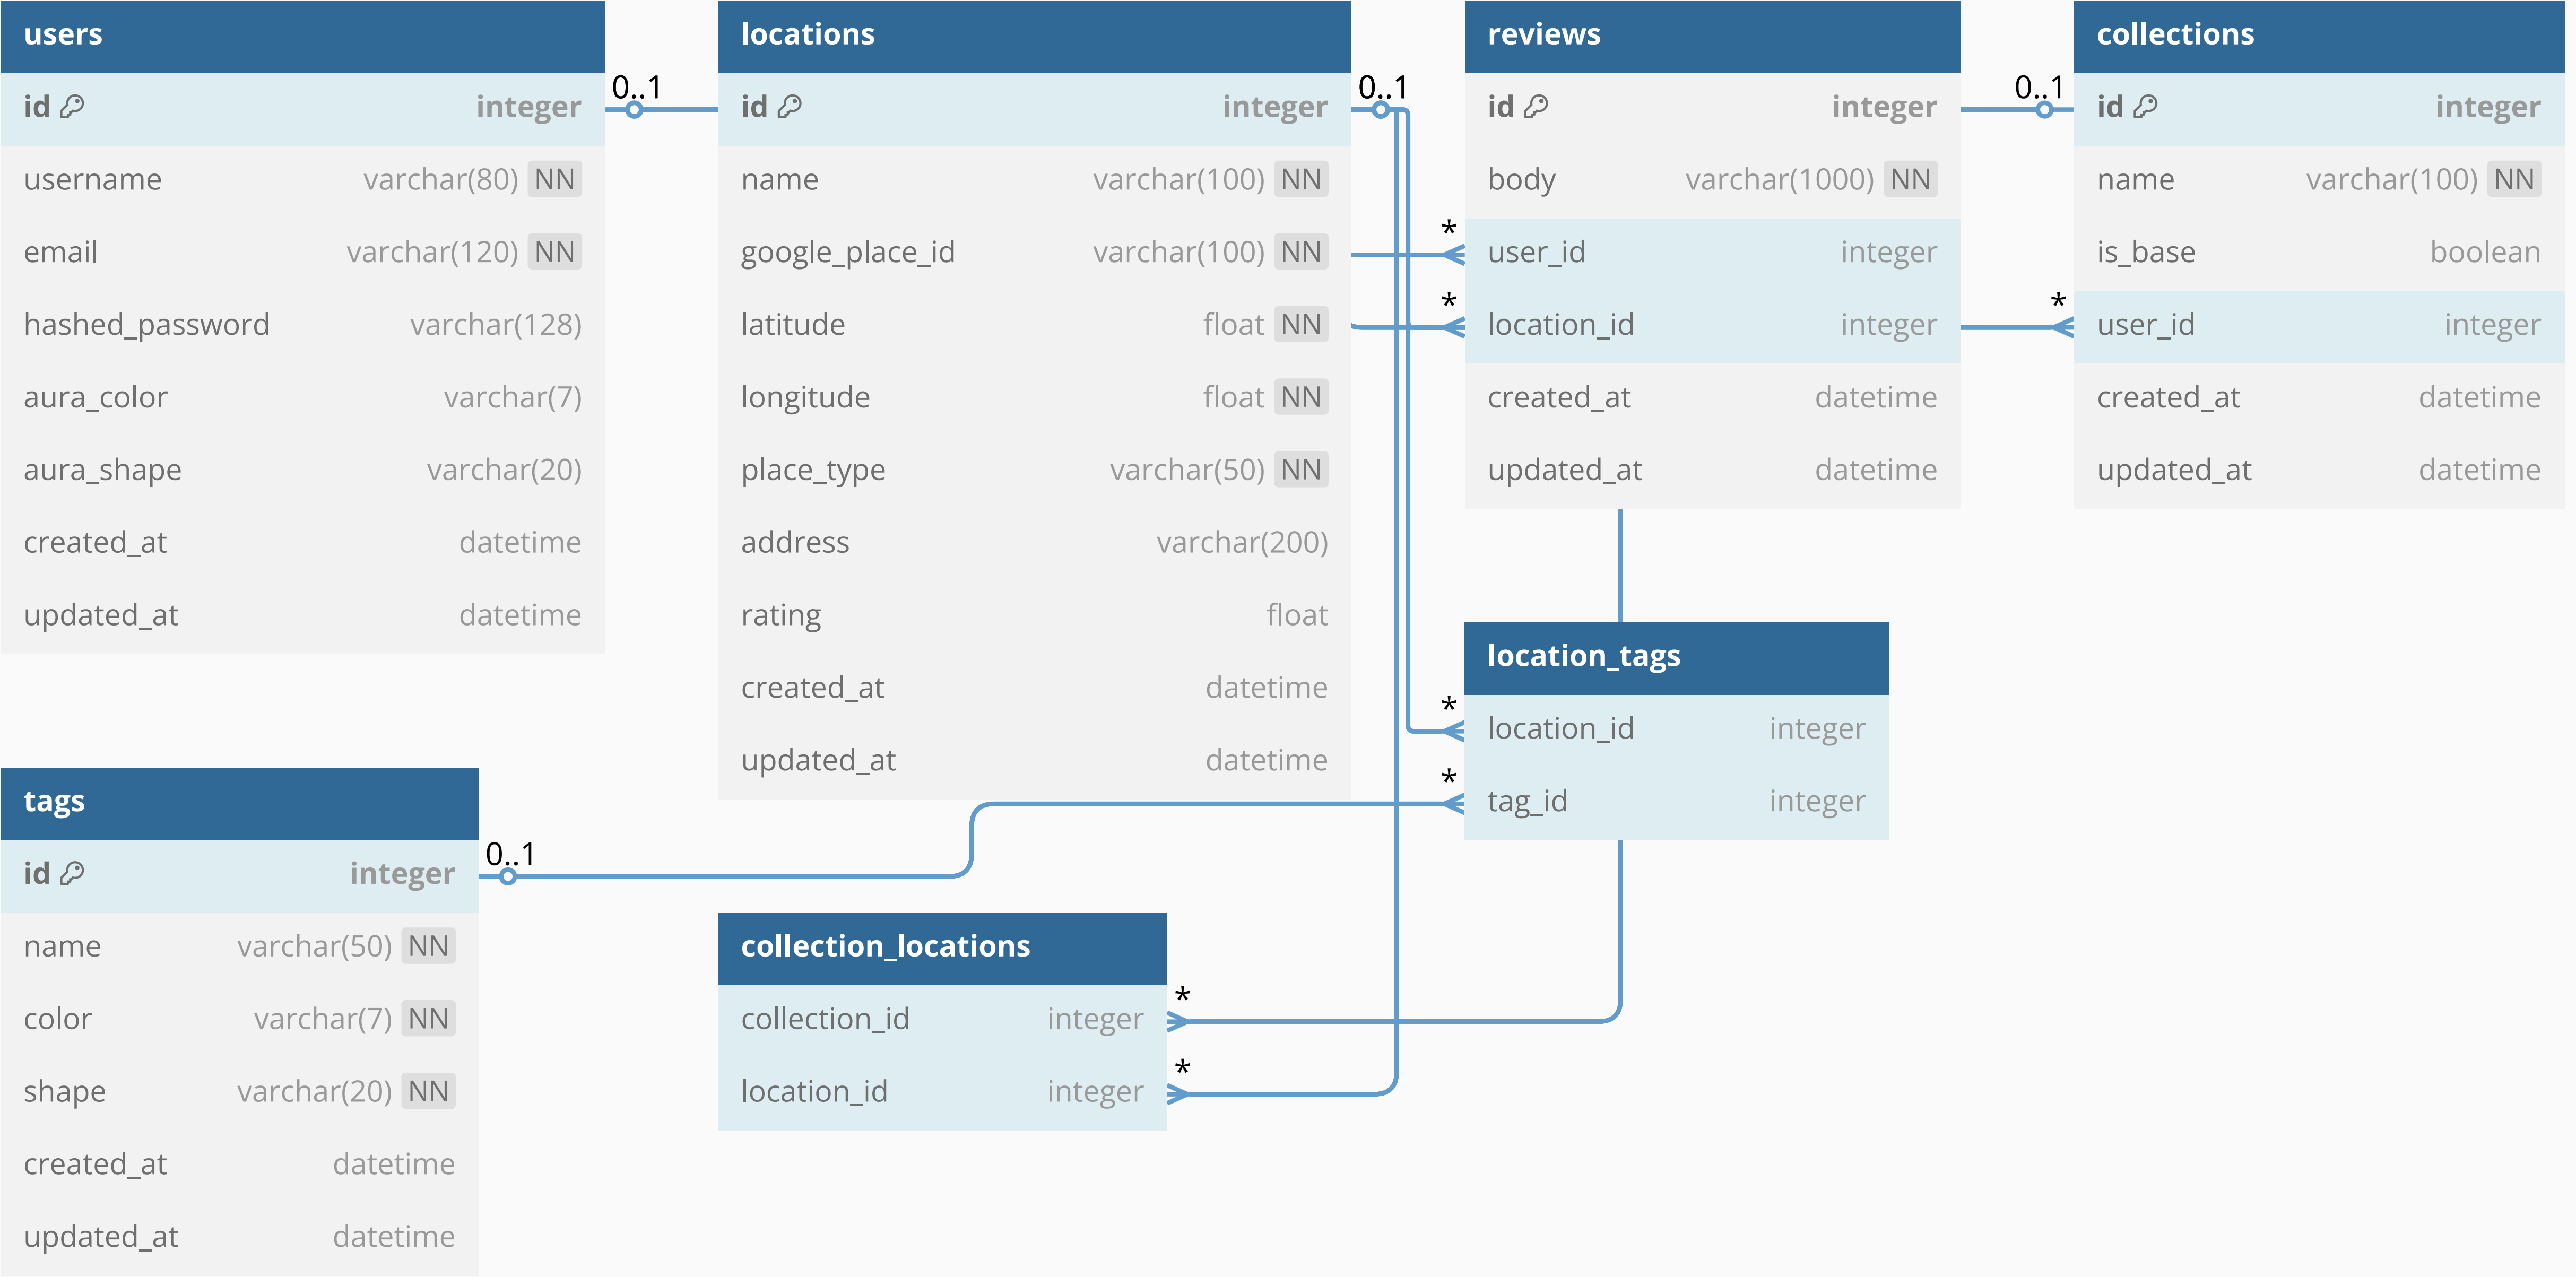 users
id integer
username varchar(80) NN
email varchar(120) NN
hashed_password varchar(128)
aura_color varchar(7)
aura_shape varchar(20)
created_at datetime
updated_at datetime
0..1
locations
id integer
name varchar(100) NN
google_place_id varchar(100) NN
latitude float NN
longitude float NN
place_type varchar(50) NN
address varchar(200)
rating float
created_at datetime
updated_at datetime
0..1
reviews
id integer
body varchar(1000) NN
* user_id integer
* location_id integer
created_at datetime
updated_at datetime
0..1
collections
id integer
name varchar(100) NN
is_base boolean
* user_id integer
created_at datetime
updated_at datetime
location_tags
* location_id integer
* tag_id integer
tags
id integer 0..1
name varchar(50) NN
color varchar(7) NN
shape varchar(20) NN
created_at datetime
updated_at datetime
collection_locations
collection_id integer *
location_id integer *